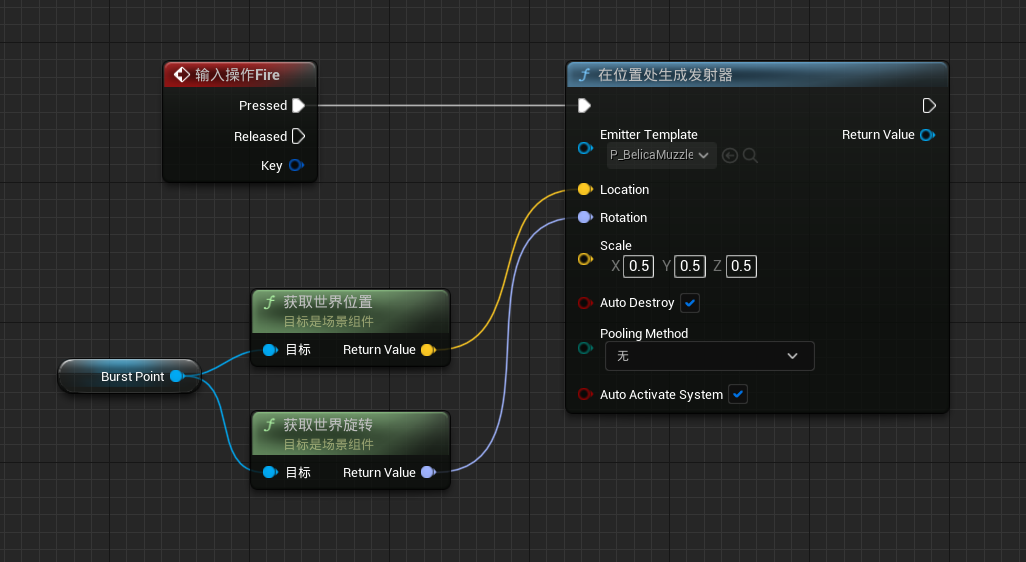 输入操作Fire
Pressed
Released
Key
在位置处生成发射器
Emitter Template
Return Value
P_BelicaMuzzle
Location
Rotation
Scale
X 0.5 Y 0.5 Z 0.5
Auto Destroy
Pooling Method
无
Auto Activate System
获取世界位置
目标是场景组件
目标 Return Value
Burst Point
获取世界旋转
目标是场景组件
目标 Return Value